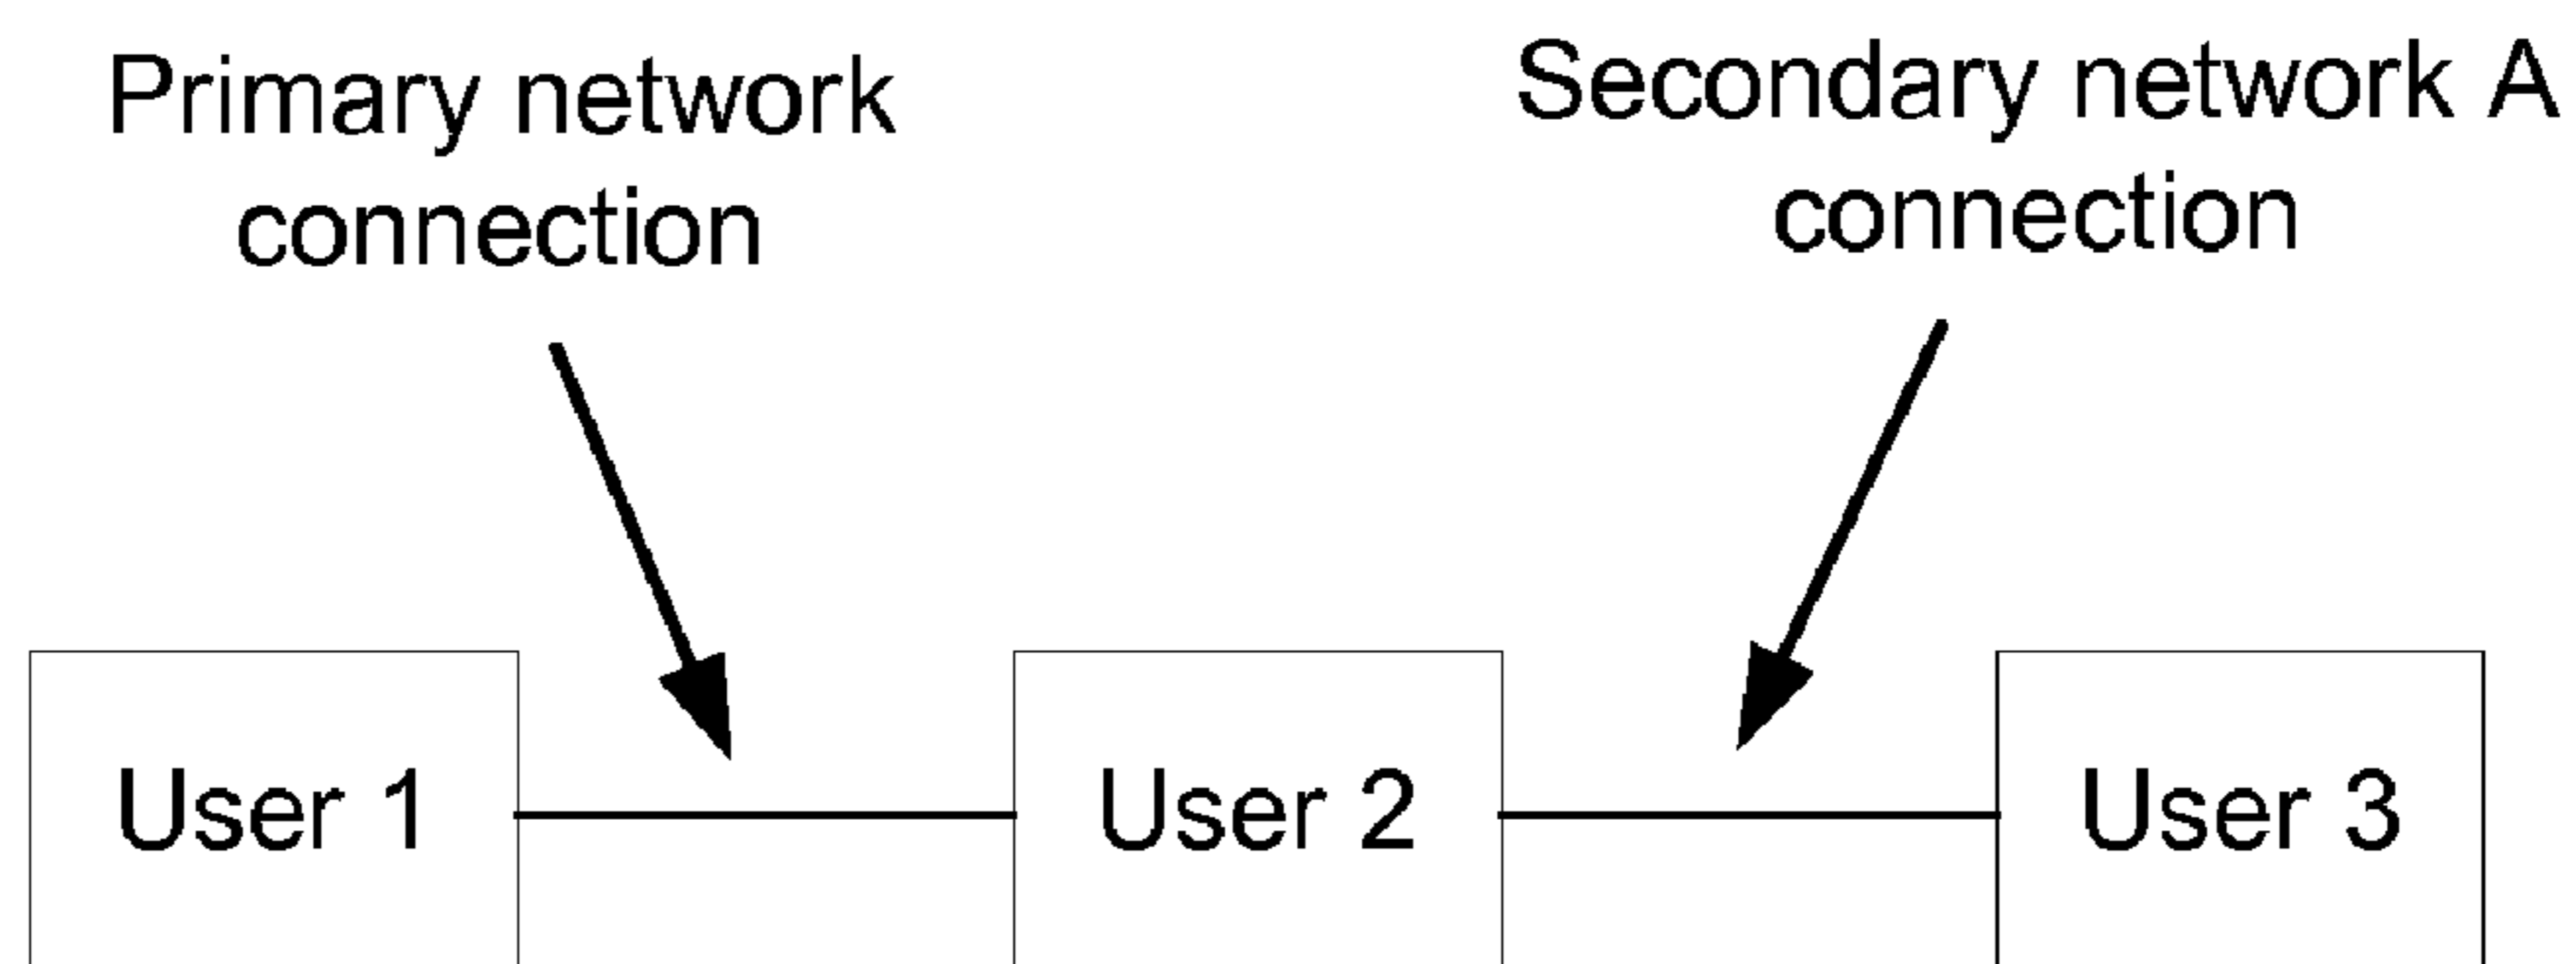 Primary network
connection
Secondary network A
connection
User 1
User 2
User 3